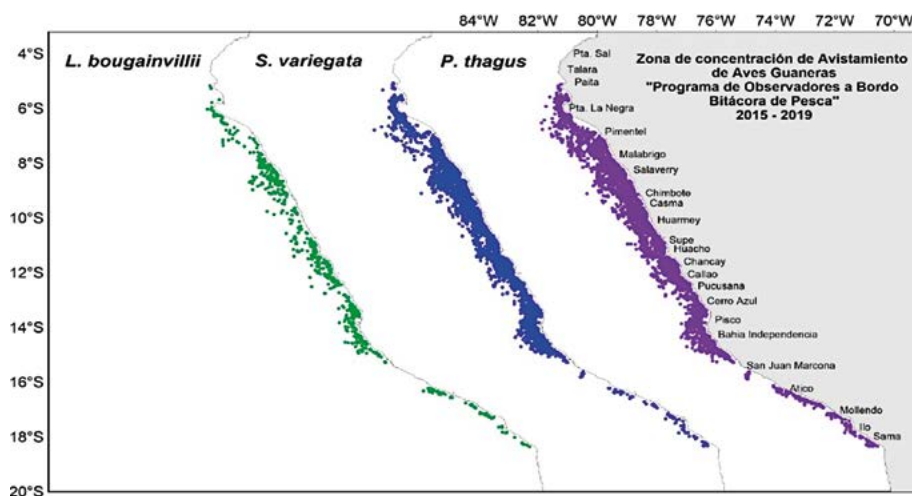 84°W 82°W 80°W 78°W 76°W 74°W 72°W 70°W
4°S
6°S
8°S
10°S
12°S
14°S
16°S
18°S
20°S
L. bougainvillii
S. variegata
P. thagus
Zona de concentración de Avistamiento
de Aves Guaneras
"Programa de Observadores a Bordo
Bitácora de Pesca"
2015 - 2019
Pta. Sal
Talara
Paita
Pta. La Negra
Pimentel
Malabrigo
Salaverry
Chimbote
Casma
Huarmey
Supe
Huacho
Chancay
Callao
Pucusana
Cerro Azul
Pisco
Bahia Independencia
San Juan Marcona
Atico
Mollendo
Ilo
Sama